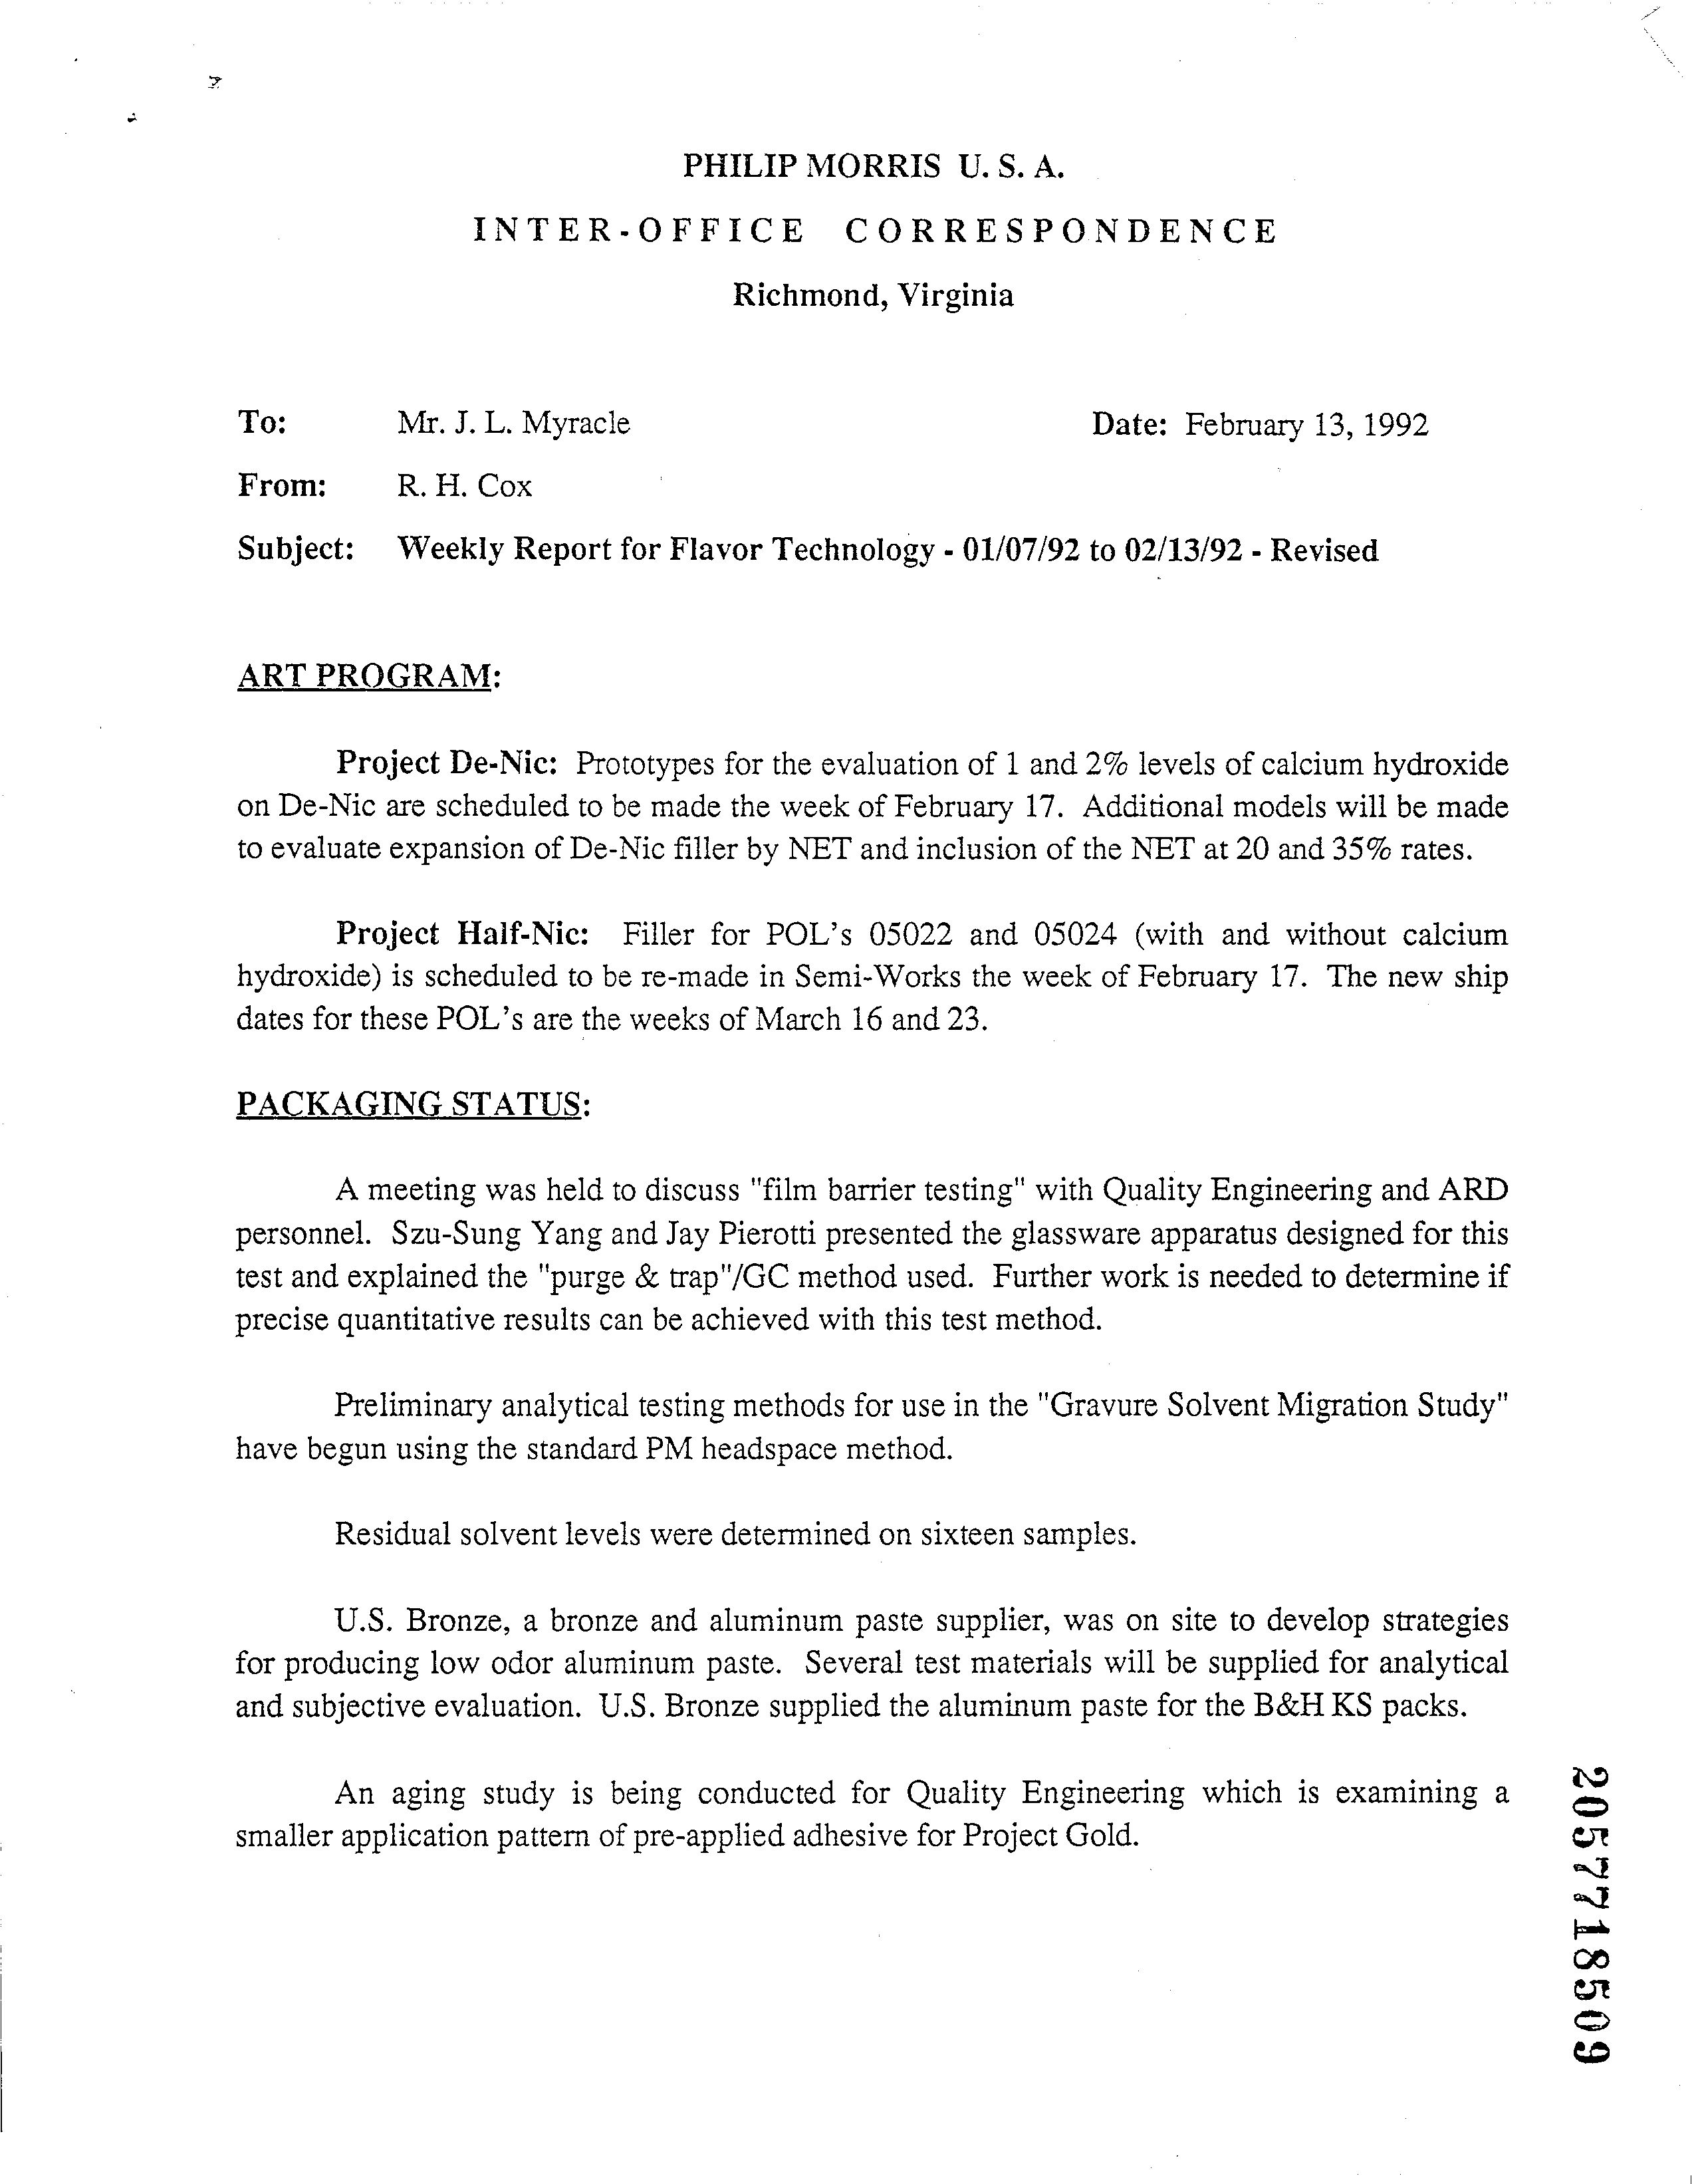 PHILIP MORRIS U. S. A.
INTER-OFFICE CORRESPONDENCE
Richmond, Virginia
To: Mr. J. L. Myracle Date: February 13, 1992
From: R. H. Cox
Subject: Weekly Report for Flavor Technology - 01/07/92 to 02/13/92 - Revised
ART PROGRAM:
Project De-Nic: Prototypes for the evaluation of 1 and 2% levels of calcium hydroxide
on De-Nic are scheduled to be made the week of February 17. Additional models will be made
to evaluate expansion of De-Nic filler by NET and inclusion of the NET at 20 and 35% rates.
Project Half-Nic: Filler for POL's 05022 and 05024 (with and without calcium
hydroxide) is scheduled to be re-made in Semi-Works the week of February 17. The new ship
dates for these POL's are the weeks of March 16 and 23.
PACKAGING STATUS:
A meeting was held to discuss "film barrier testing" with Quality Engineering and ARD
personnel. Szu-Sung Yang and Jay Pierotti presented the glassware apparatus designed for this
test and explained the "purge & trap"/GC method used. Further work is needed to determine if
precise quantitative results can be achieved with this test method.
Preliminary analytical testing methods for use in the "Gravure Solvent Migration Study"
have begun using the standard PM headspace method.
Residual solvent levels were determined on sixteen samples.
U.S. Bronze, a bronze and aluminum paste supplier, was on site to develop strategies
for producing low odor aluminum paste. Several test materials will be supplied for analytical
and subjective evaluation. U.S. Bronze supplied the aluminum paste for the B&H KS packs.
An aging study is being conducted for Quality Engineering which is examining a
smaller application pattern of pre-applied adhesive for Project Gold.
2057718509